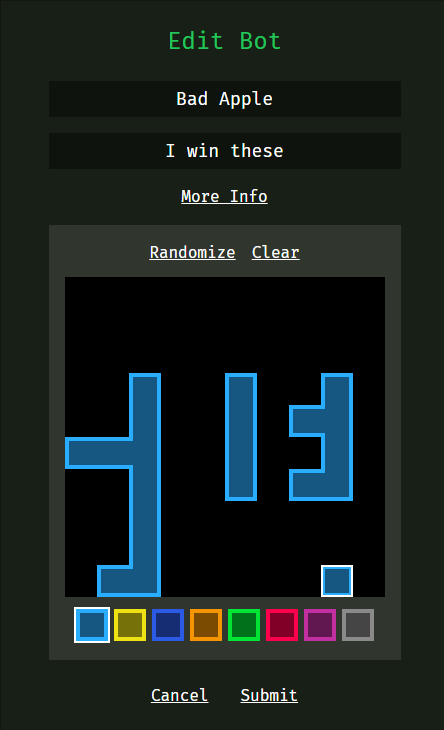 Edit Bot
Bad Apple
I win these
More Info
Randomize Clear
Cancel Submit